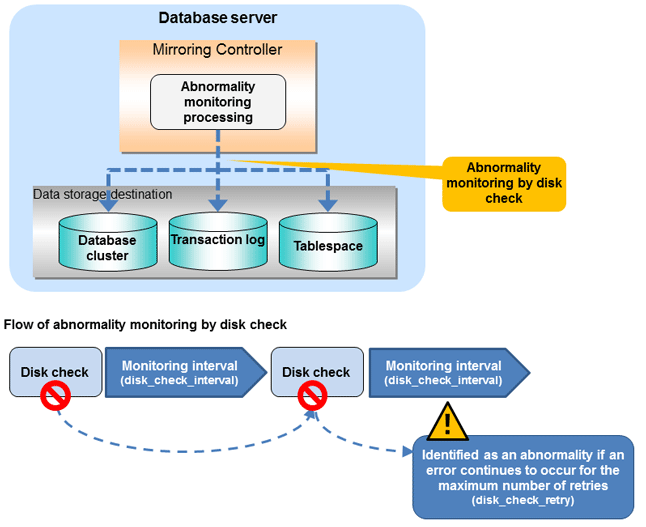 Database server
Mirroring Controller
Abnormality
monitoring
processing
Abnormality
monitoring by disk
check
Data storage destination
Database
cluster
Transaction log
Tablespace
Flow of abnormality monitoring by disk check
Disk check
Monitoring interval
(disk_check_interval)
Disk check
Monitoring interval
(disk_check_interval)
Identified as an abnormality if an
error continues to occur for the
maximum number of retries
(disk_check_retry)